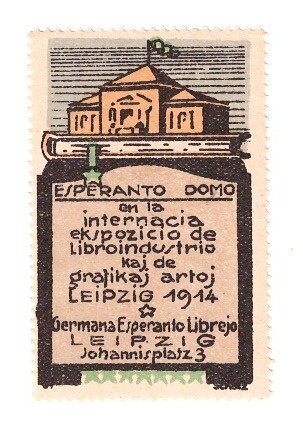 ESPERANTO DOMO
en la
internacia
ekspozicio de
Libroindustrio
kaj de
grafikaj artoj
LEIPZIG 1914
Germana Esperanto Librejo
LEIPZIG
Johannisplatz 3